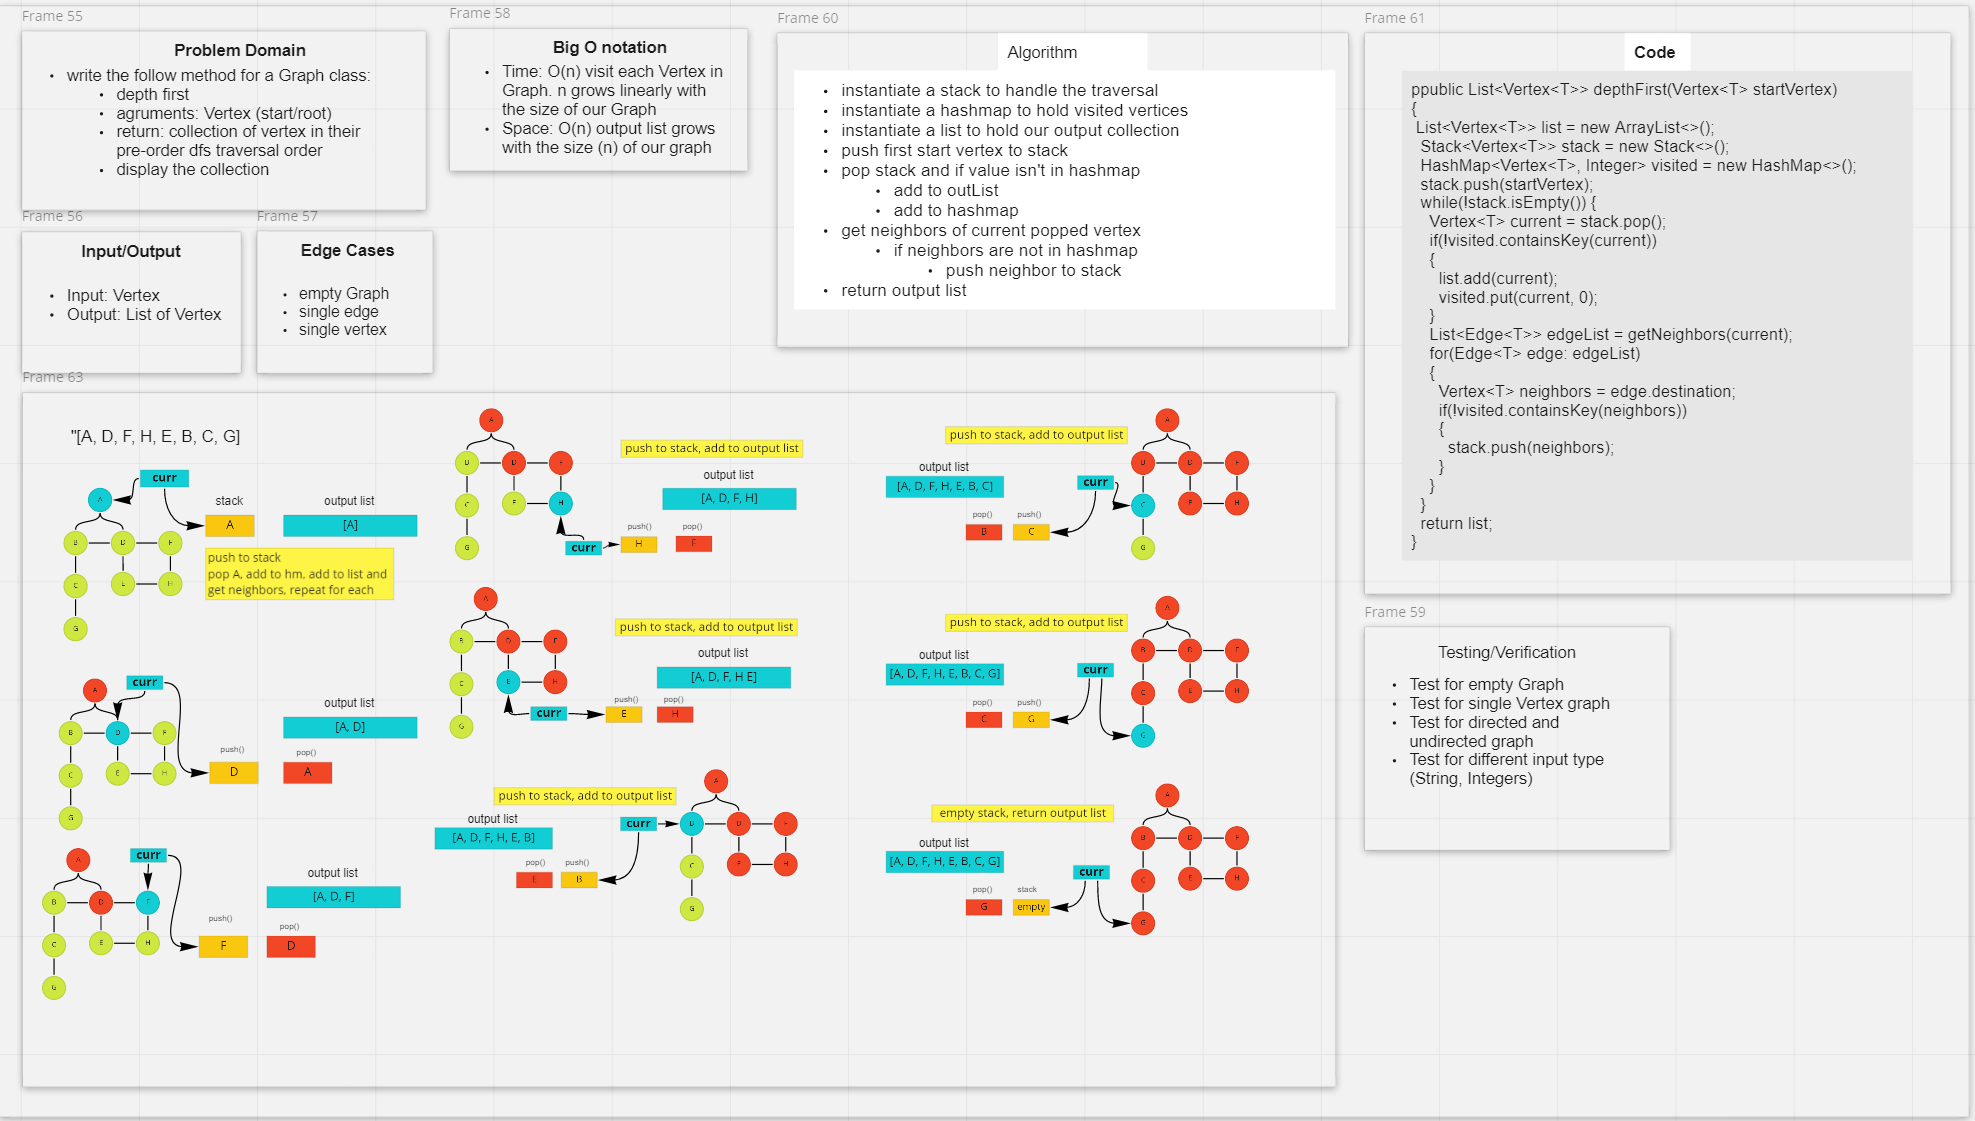 Frame 55
Problem Domain
write the follow method for a Graph class:
depth first
agruments: Vertex (start/root)
return: collection of vertex in their
pre-order dfs traversal order
display the collection
Frame 58
Big O notation
Time: O(n) visit each Vertex in
Graph. n grows linearly with
the size of our Graph
Space: O(n) output list grows
with the size (n) of our graph
Frame 60
Algorithm
instantiate a stack to handle the traversal
instantiate a hashmap to hold visited vertices
instantiate a list to hold our output collection
push first start vertex to stack
pop stack and if value isn't in hashmap
add to outList
add to hashmap
get neighbors of current popped vertex
if neighbors are not in hashmap
push neighbor to stack
return output list
Frame 61
Code
ppublic List<Vertex<T>> depthFirst(Vertex<T> startVertex)
{
List<Vertex<T>> list = new ArrayList<>();
Stack<Vertex<T>> stack = new Stack<>();
HashMap<Vertex<T>, Integer> visited = new HashMap<>();
stack.push(startVertex);
while(!stack.isEmpty()) {
Vertex<T> current = stack.pop();
if(!visited.containsKey(current))
{
list.add(current);
visited.put(current, 0);
}
List<Edge<T>> edgeList = getNeighbors(current);
for(Edge<T> edge: edgeList)
{
Vertex<T> neighbors = edge.destination;
if(!visited.containsKey(neighbors))
{
stack.push(neighbors);
}
}
}
return list;
}
Frame 56
Input/Output
Input: Vertex
Output: List of Vertex
Frame 57
Edge Cases
empty Graph
single edge
single vertex
Frame 59
Testing/Verification
Test for empty Graph
Test for single Vertex graph
Test for directed and
undirected graph
Test for different input type
(String, Integers)
Frame 63
"[A, D, F, H, E, B, C, G]
curr
stack
output list
A
A
[A]
B D F
C E H
G
push to stack
pop A, add to hm, add to list and
get neighbors, repeat for each
curr
A
output list
[A, D]
B D F
push()
pop()
C E H
D
A
G
curr
A
output list
[A, D, F]
B D F
push()
pop()
C E H
F
D
G
A
push to stack, add to output list
D F
output list
[A, D, F, H]
C H
push()
pop()
curr
H
F
G
A
push to stack, add to output list
B D
output list
[A, D, F, H E]
C E H
push()
pop()
curr
E
H
G
A
push to stack, add to output list
output list
curr
D F
[A, D, F, H, E, B]
pop()
push()
C H
E
B
G
A
push to stack, add to output list
output list
D F
[A, D, F, H, E, B, C]
curr
C E H
pop()
push()
B
C
G
A
push to stack, add to output list
output list
B D F
[A, D, F, H, E, B, C, G]
curr
C E H
pop()
push()
C
G
G
A
empty stack, return output list
output list
B D F
[A, D, F, H, E, B, C, G]
curr
C E H
pop()
stack
G
empty
G